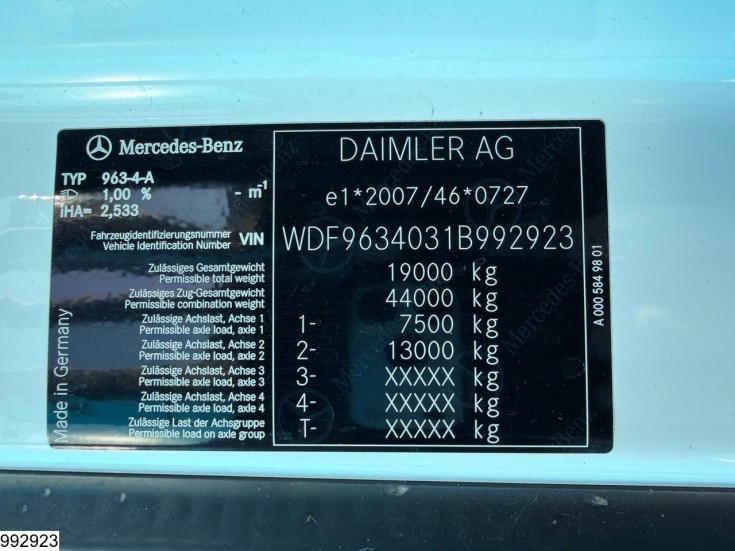 Mercedes-Benz
TYP 963-4-A
1,00 % - m⁻¹
iHA= 2,533
Fahrzeugidentifizierungsnummer
Vehicle Identification Number VIN
Zulässiges Gesamtgewicht
Permissible total weight
Zulässiges Zug-Gesamtgewicht
Permissible combination weight
Zulässige Achslast, Achse 1
Permissible axle load, axle 1
Zulässige Achslast, Achse 2
Permissible axle load, axle 2
Zulässige Achslast, Achse 3
Permissible axle load, axle 3
Zulässige Achslast, Achse 4
Permissible axle load, axle 4
Zulässige Last der Achsgruppe
Permissible load on axle group
Made in Germany
DAIMLER AG
e1*2007/46*0727
WDF9634031B992923
19000 kg
44000 kg
1- 7500 kg
2- 13000 kg
3- XXXXX kg
4- XXXXX kg
T- XXXXX kg
A 000 584 98 01
992923